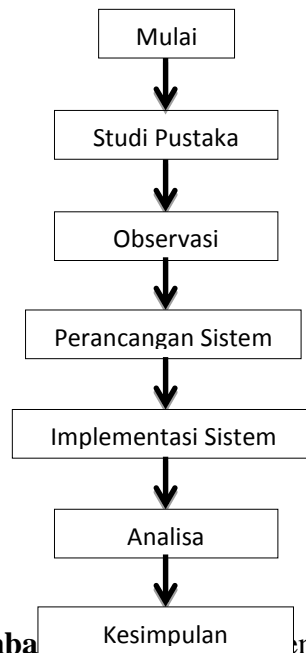 Mulai
Studi Pustaka
Observasi
Perancangan Sistem
Implementasi Sistem
Analisa
Kesimpulan